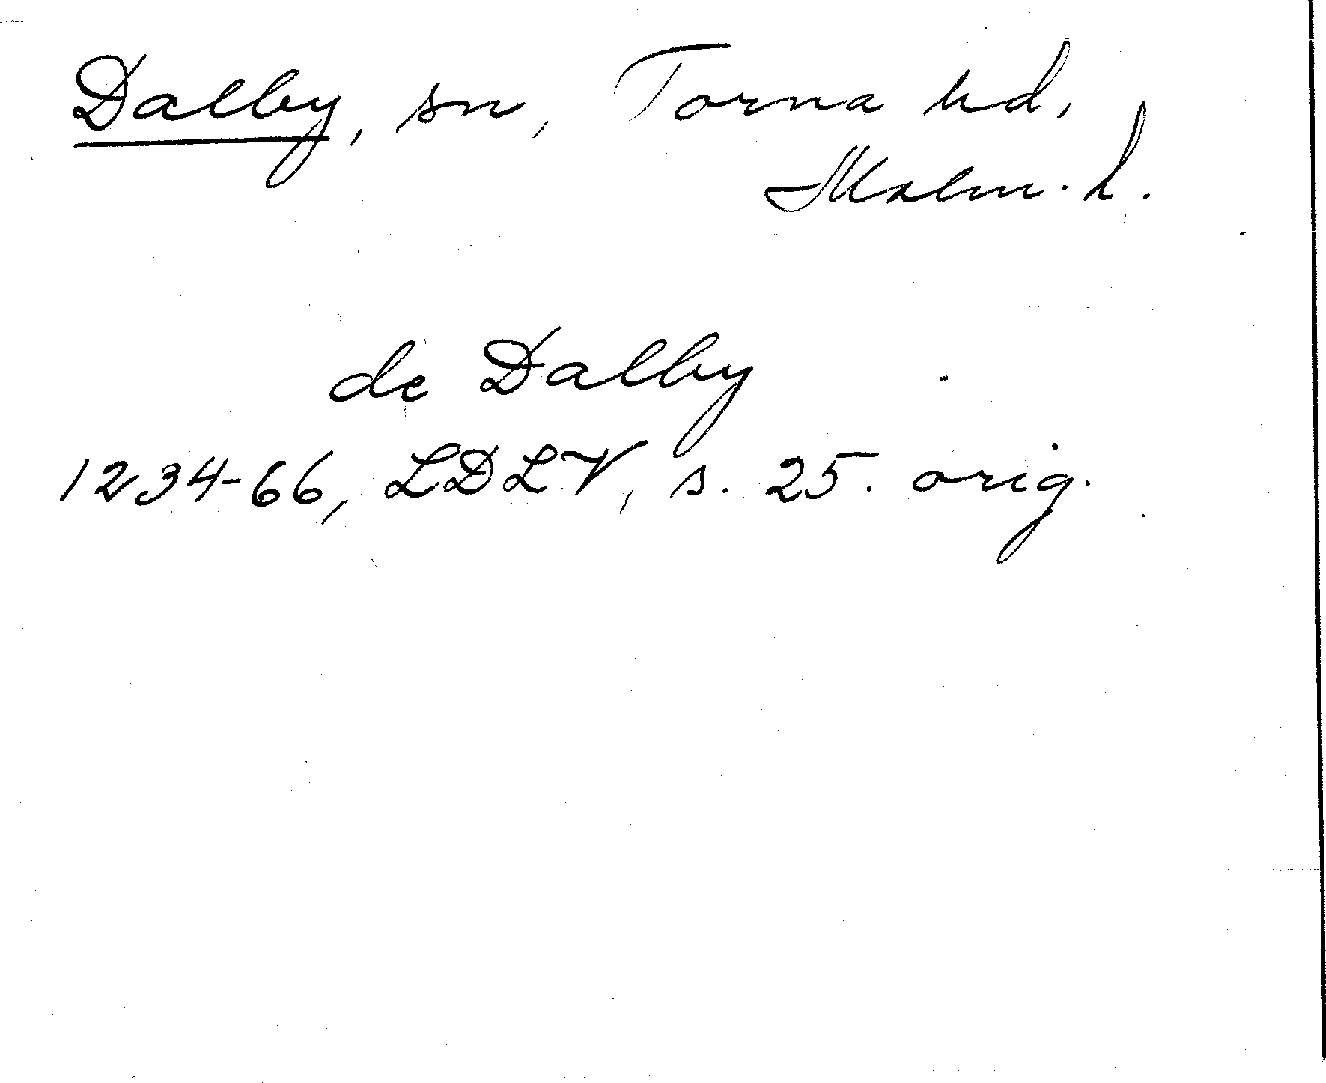 Dalby, sn, Torna hd,
Malm. l.
de Dalby
1234-66, LDLV, s. 25. orig.